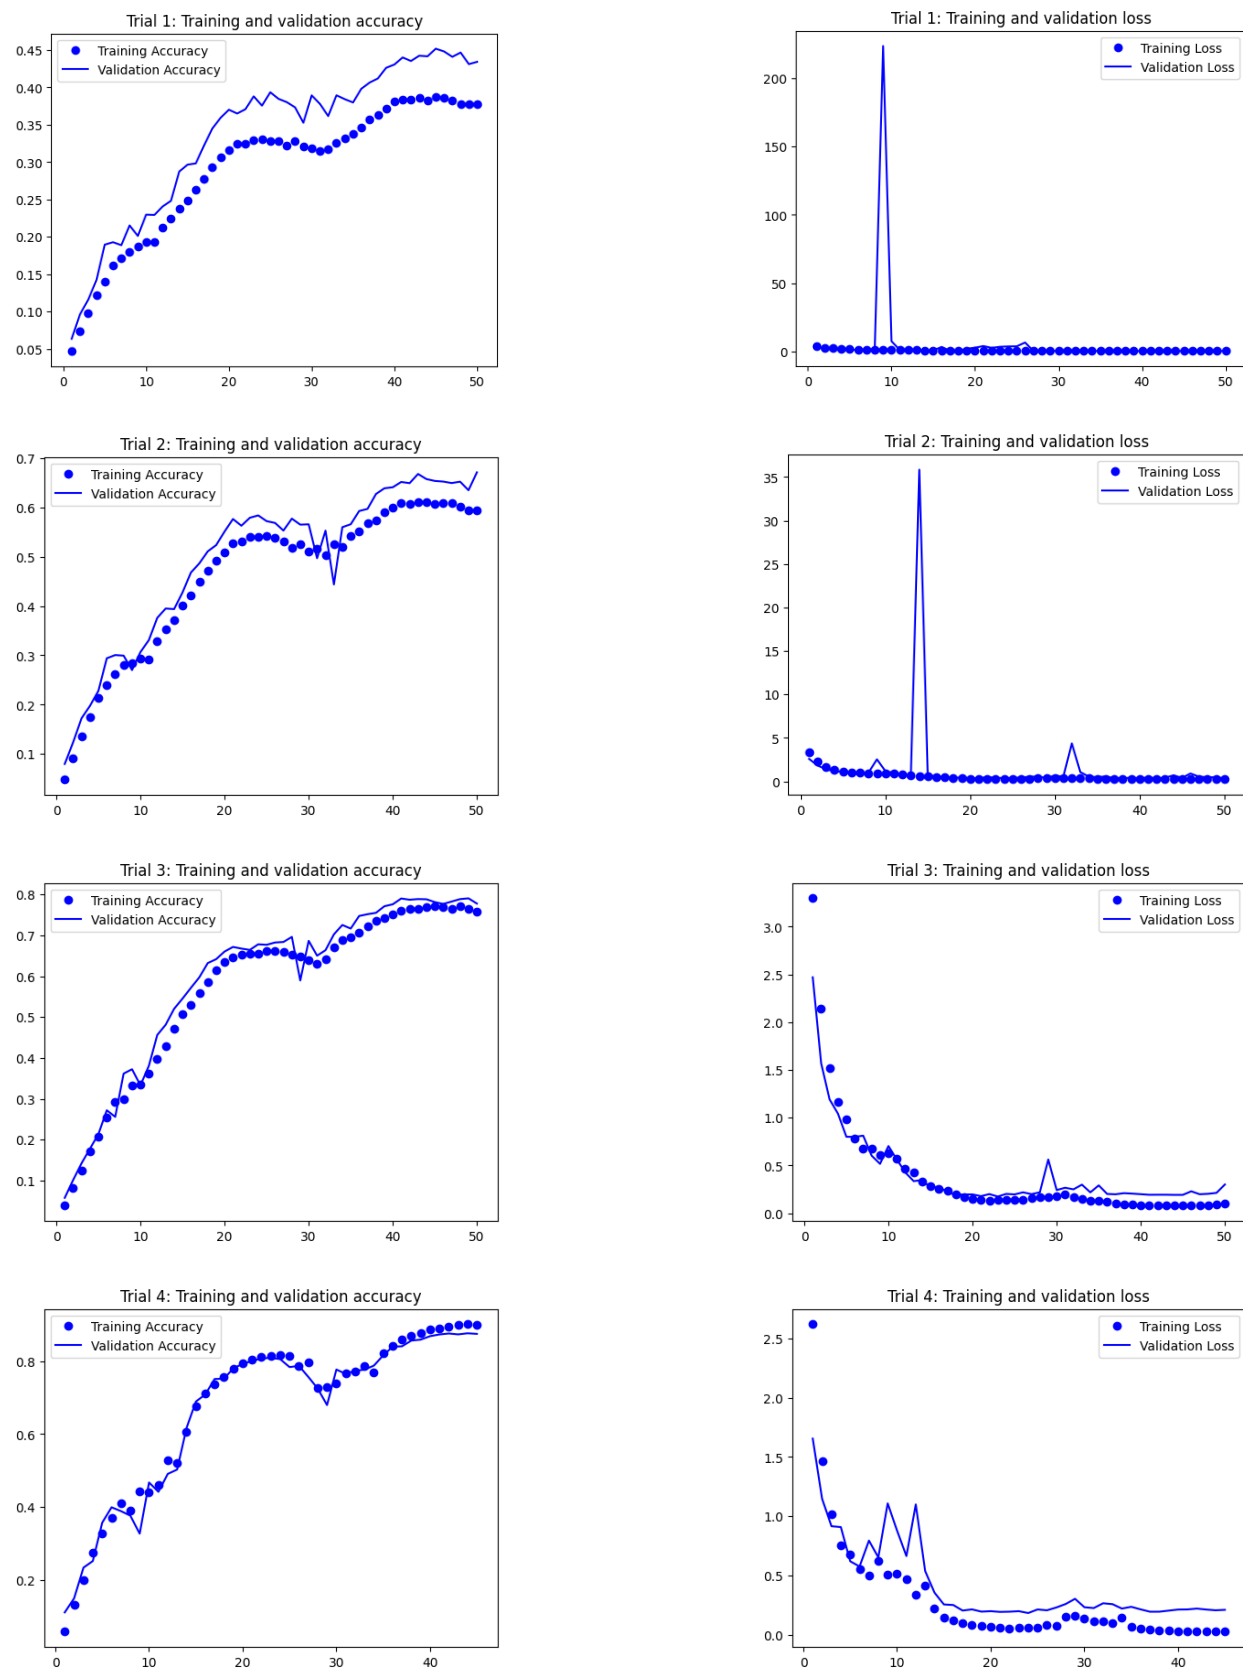 Trial 1: Training and validation accuracy
Training Accuracy
Validation Accuracy
0.45
0.40
0.35
0.30
0.25
0.20
0.15
0.10
0.05
0 10 20 30 40 50
Trial 1: Training and validation loss
Training Loss
Validation Loss
200
150
100
50
0
0 10 20 30 40 50
Trial 2: Training and validation accuracy
Training Accuracy
Validation Accuracy
0.7
0.6
0.5
0.4
0.3
0.2
0.1
0 10 20 30 40 50
Trial 2: Training and validation loss
Training Loss
Validation Loss
35
30
25
20
15
10
5
0
0 10 20 30 40 50
Trial 3: Training and validation accuracy
Training Accuracy
Validation Accuracy
0.8
0.7
0.6
0.5
0.4
0.3
0.2
0.1
0 10 20 30 40 50
Trial 3: Training and validation loss
Training Loss
Validation Loss
3.0
2.5
2.0
1.5
1.0
0.5
0.0
0 10 20 30 40 50
Trial 4: Training and validation accuracy
Training Accuracy
Validation Accuracy
0.8
0.6
0.4
0.2
0 10 20 30 40
Trial 4: Training and validation loss
Training Loss
Validation Loss
2.5
2.0
1.5
1.0
0.5
0.0
0 10 20 30 40